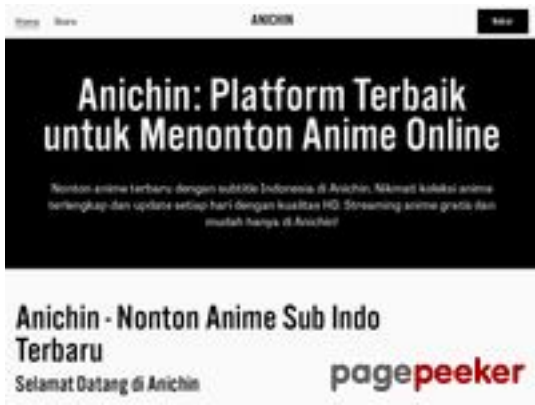 Home Store
ANICHIN
Anichin: Platform Terbaik
untuk Menonton Anime Online
Nonton anime terbaru dengan subtitle Indonesia di Anichin. Nikmati koleksi anime
terlengkap dan update setiap hari dengan kualitas HD. Streaming anime gratis dan
mudah hanya di Anichin!
Anichin - Nonton Anime Sub Indo
Terbaru
Selamat Datang di Anichin
pagepeeker